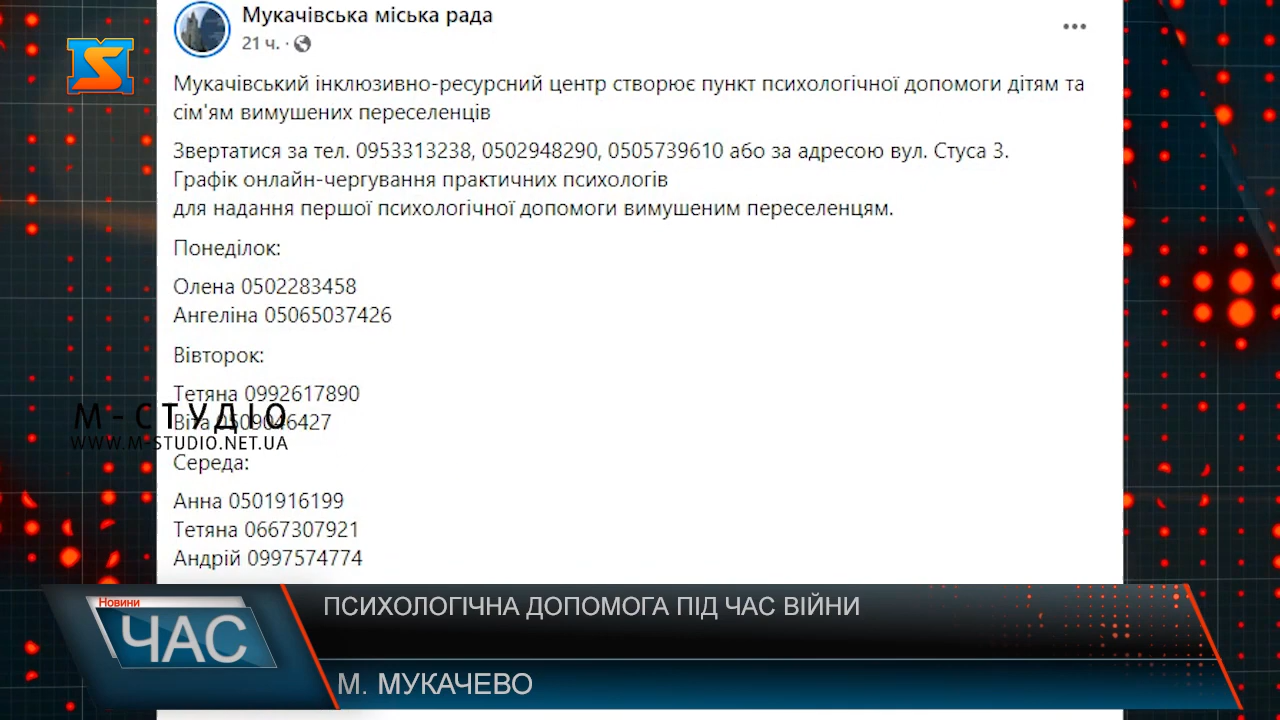 Мукачівська міська рада
21 ч. ·
Мукачівський інклюзивно-ресурсний центр створює пункт психологічної допомоги дітям та
сім'ям вимушених переселенців
Звертатися за тел. 0953313238, 0502948290, 0505739610 або за адресою вул. Стуса 3.
Графік онлайн-чергування практичних психологів
для надання першої психологічної допомоги вимушеним переселенцям.
Понеділок:
Олена 0502283458
Ангеліна 05065037426
Вівторок:
Тетяна 0992617890
М-СТУДІО
Віта 0509046427
WWW.M-STUDIO.NET.UA
Середа:
Анна 0501916199
Тетяна 0667307921
Андрій 0997574774
Новини
ЧАС
ПСИХОЛОГІЧНА ДОПОМОГА ПІД ЧАС ВІЙНИ
М. МУКАЧЕВО